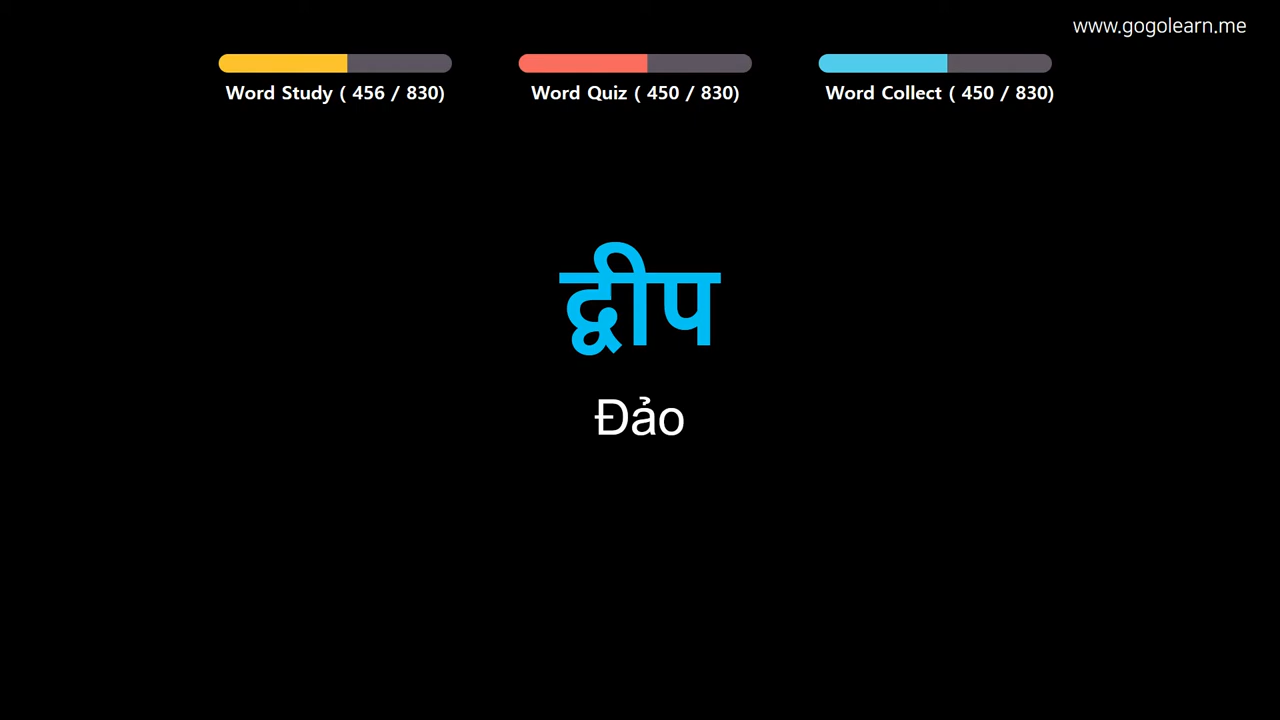 www.gogolearn.me
Word Study ( 456 / 830)
Word Quiz ( 450 / 830)
Word Collect ( 450 / 830)
द्वीप
Đảo